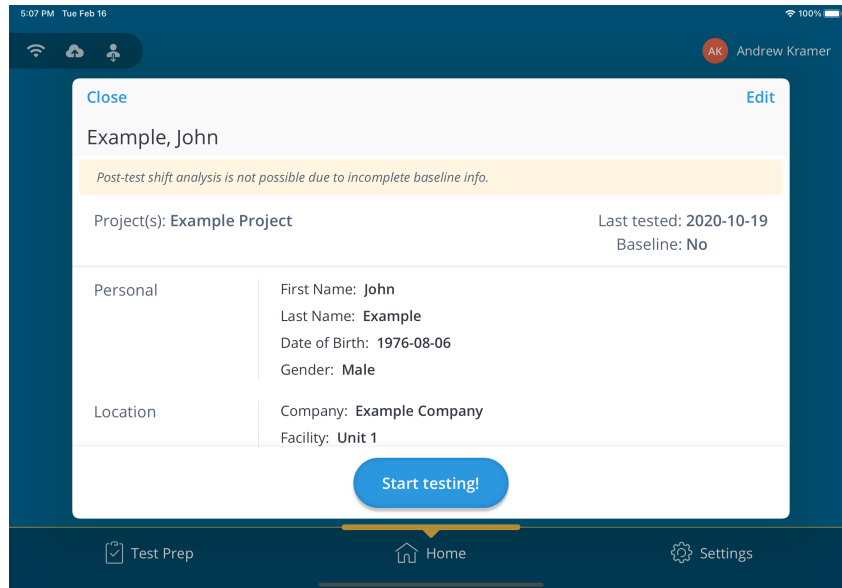 5:07 PM Tue Feb 16 100%
AK Andrew Kramer
Close Edit
Example, John
Post-test shift analysis is not possible due to incomplete baseline info.
Project(s): Example Project Last tested: 2020-10-19
Baseline: No
Personal First Name: John
Last Name: Example
Date of Birth: 1976-08-06
Gender: Male
Location Company: Example Company
Facility: Unit 1
Start testing!
Test Prep Home Settings